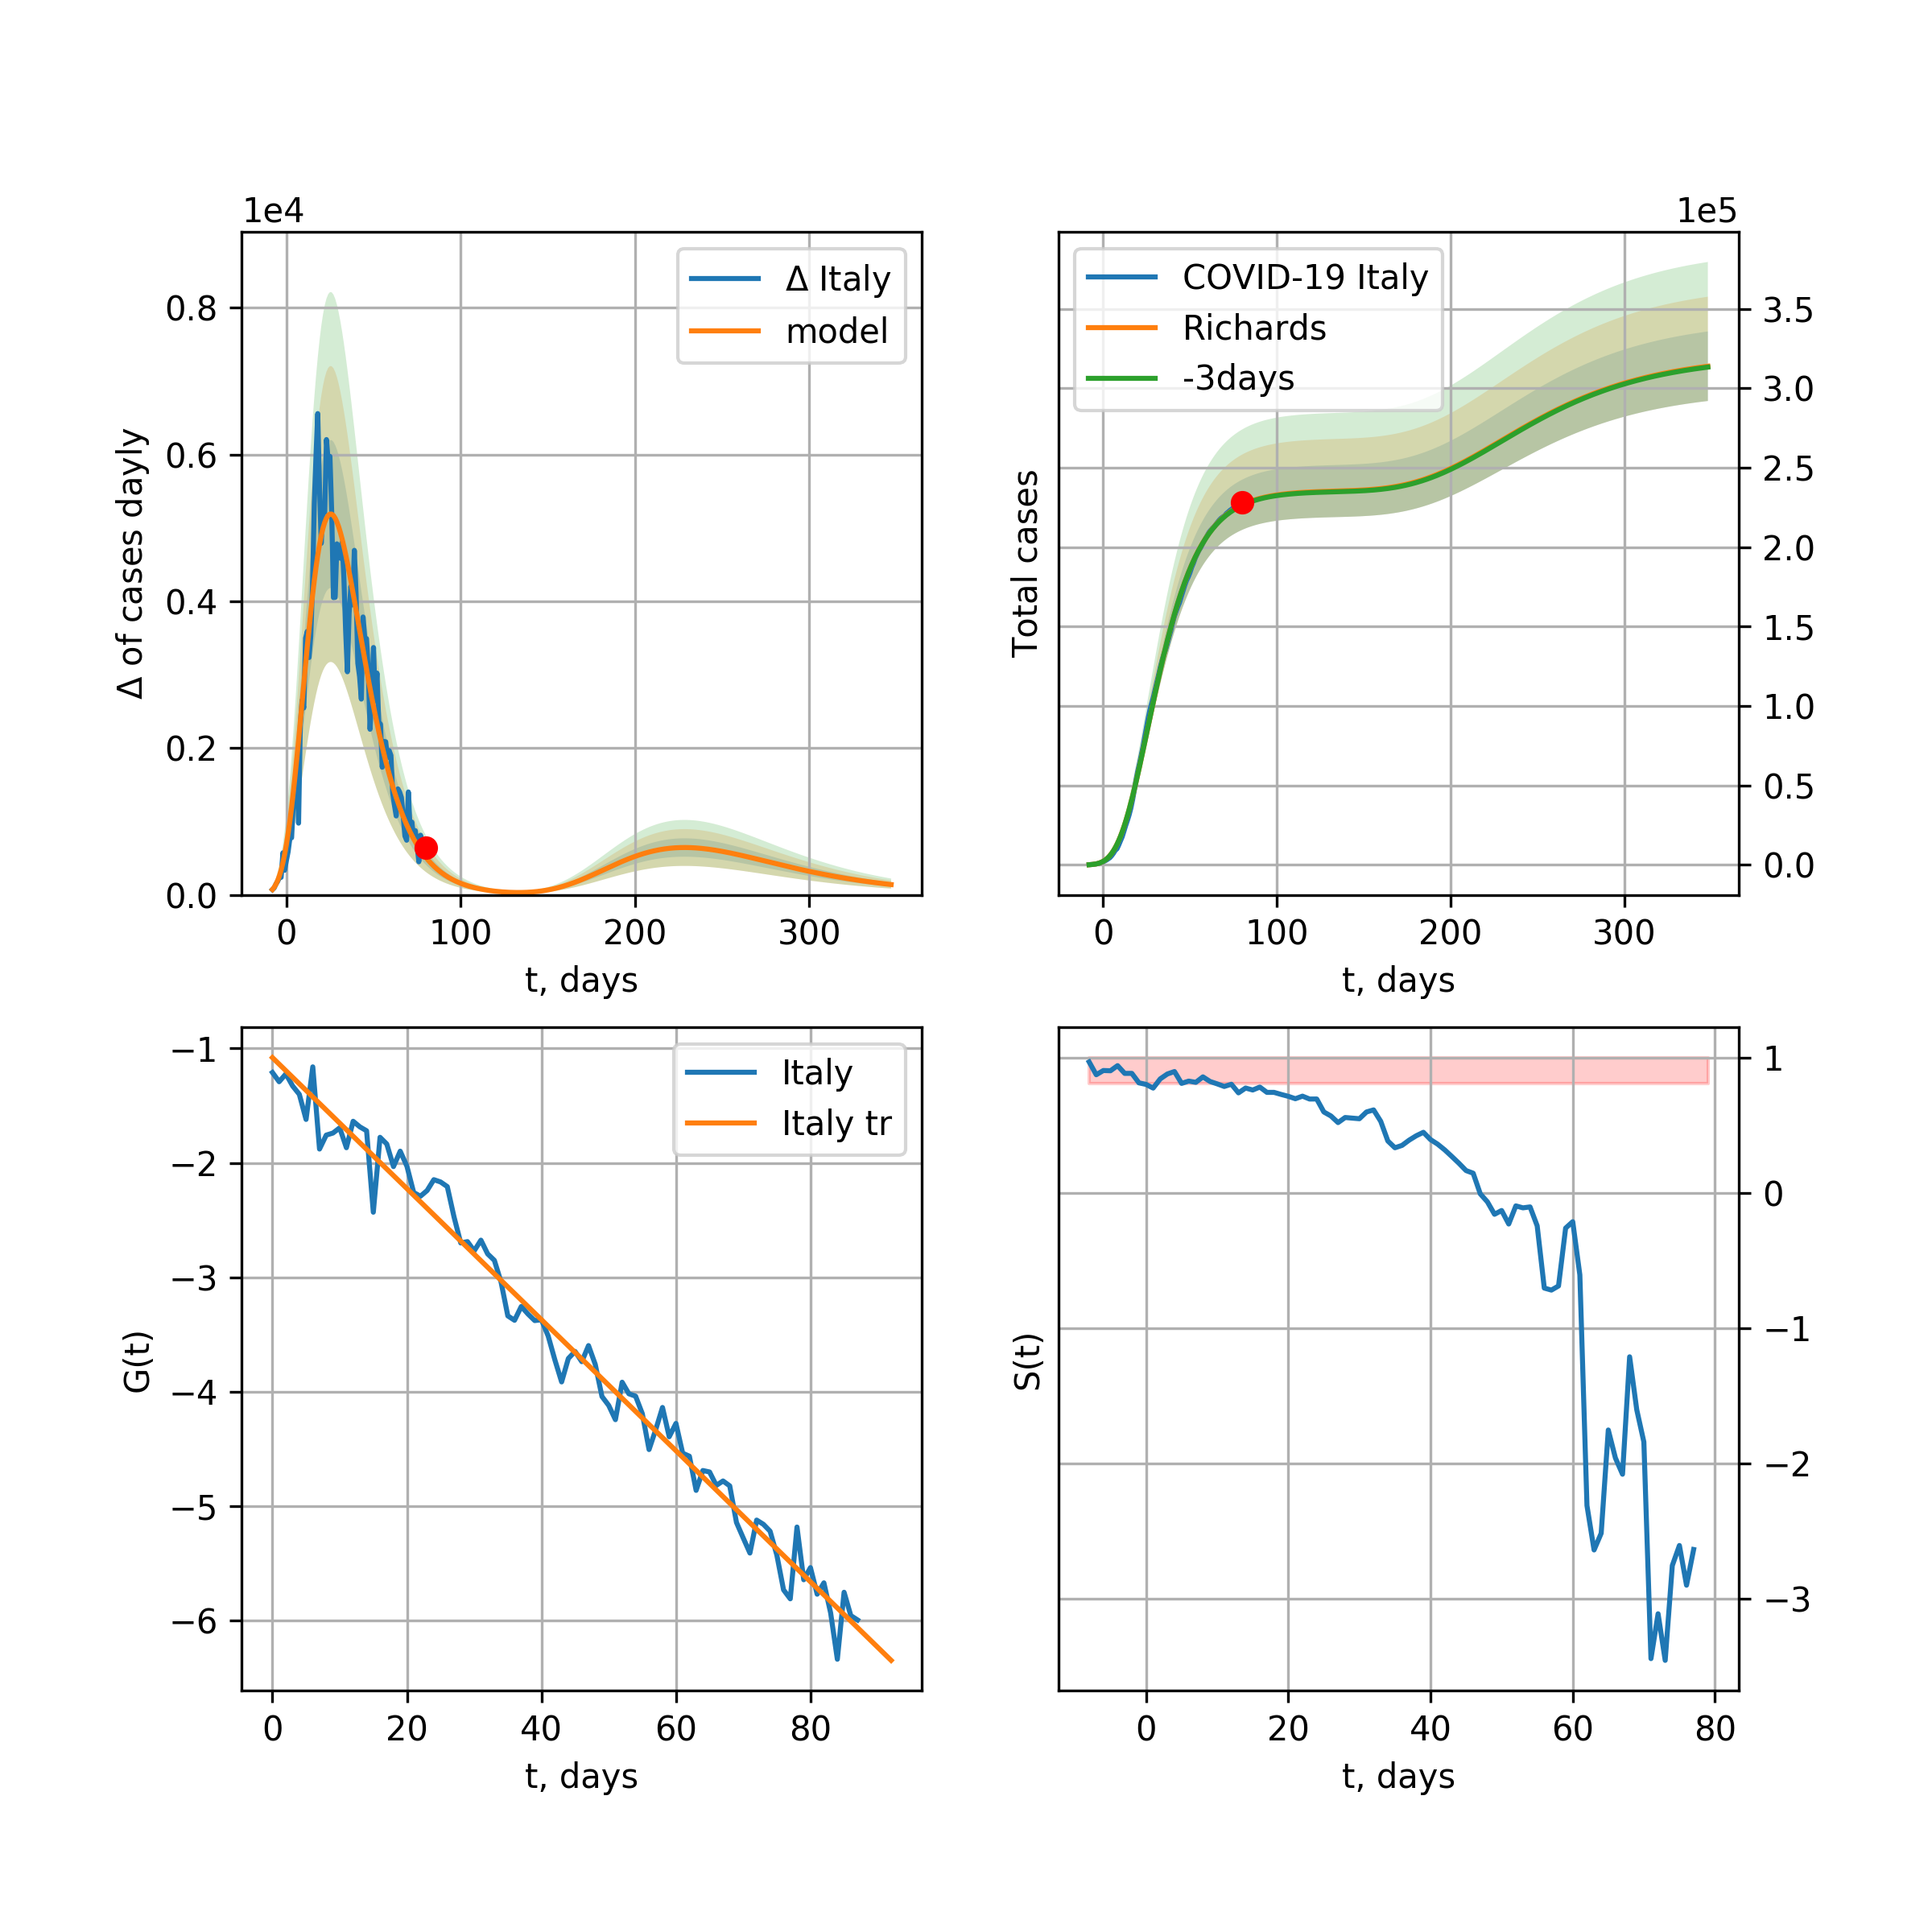 1e4
Δ of cases dayly
0.8
0.6
0.4
0.2
0.0
0
100
200
300
t, days
Δ Italy
model
1e5
Total cases
3.5
3.0
2.5
2.0
1.5
1.0
0.5
0.0
0
100
200
300
t, days
COVID-19 Italy
Richards
-3days
G(t)
−1
−2
−3
−4
−5
−6
0
20
40
60
80
t, days
Italy
Italy tr
S(t)
1
0
−1
−2
−3
0
20
40
60
80
t, days